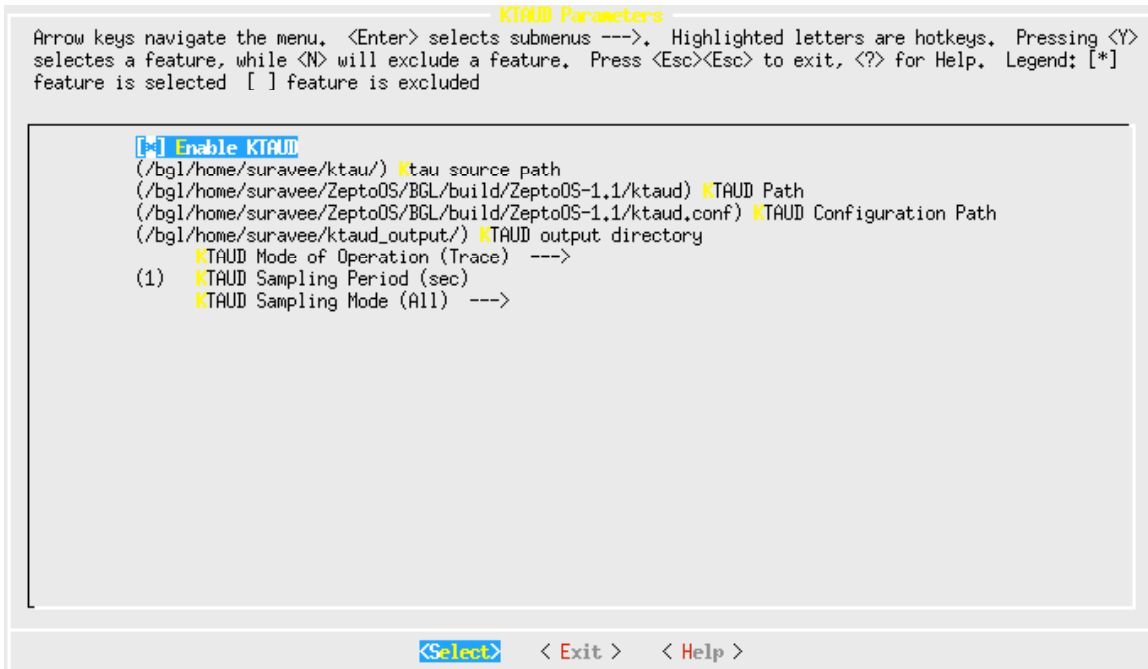 KTAUD Parameters
Arrow keys navigate the menu. <Enter> selects submenus --->. Highlighted letters are hotkeys. Pressing <Y>
selectes a feature, while <N> will exclude a feature. Press <Esc><Esc> to exit, <?> for Help. Legend: [*]
feature is selected [ ] feature is excluded
[*] Enable KTAUD
(/bgl/home/suravee/ktau/) Ktau source path
(/bgl/home/suravee/ZeptoOS/BGL/build/ZeptoOS-1.1/ktaud) KTAUD Path
(/bgl/home/suravee/ZeptoOS/BGL/build/ZeptoOS-1.1/ktaud.conf) KTAUD Configuration Path
(/bgl/home/suravee/ktaud_output/) KTAUD output directory
KTAUD Mode of Operation (Trace) --->
(1) KTAUD Sampling Period (sec)
KTAUD Sampling Mode (All) --->
<Select> < Exit > < Help >